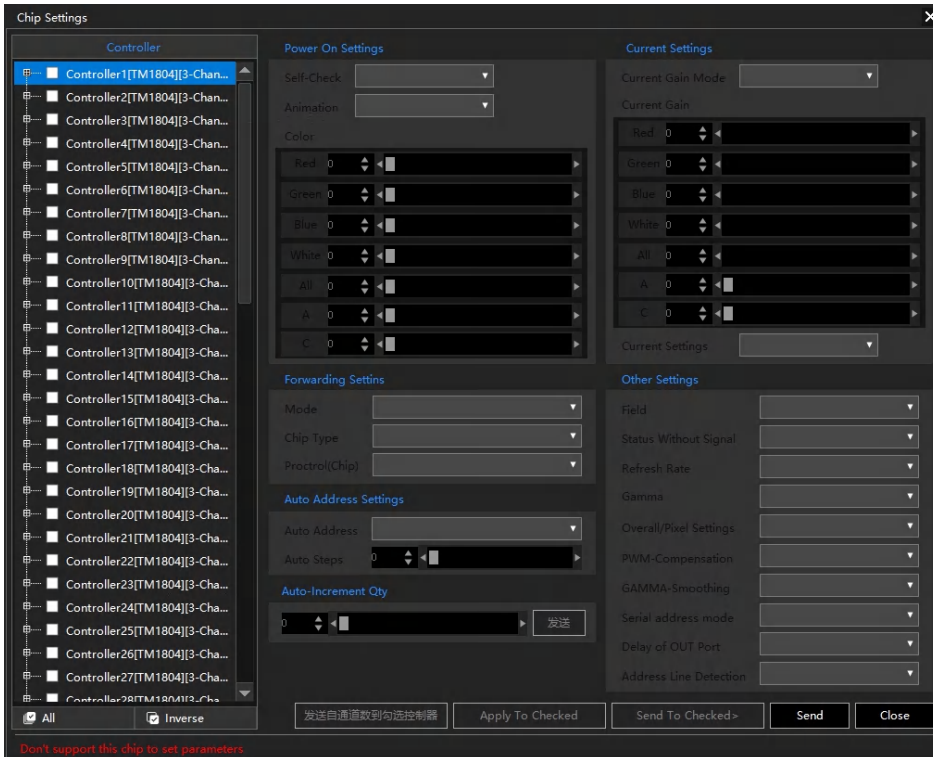 Chip Settings
Controller
Controller1[TM1804][3-Chan...
Controller2[TM1804][3-Chan...
Controller3[TM1804][3-Chan...
Controller4[TM1804][3-Chan...
Controller5[TM1804][3-Chan...
Controller6[TM1804][3-Chan...
Controller7[TM1804][3-Chan...
Controller8[TM1804][3-Chan...
Controller9[TM1804][3-Chan...
Controller10[TM1804][3-Cha...
Controller11[TM1804][3-Cha...
Controller12[TM1804][3-Cha...
Controller13[TM1804][3-Cha...
Controller14[TM1804][3-Cha...
Controller15[TM1804][3-Cha...
Controller16[TM1804][3-Cha...
Controller17[TM1804][3-Cha...
Controller18[TM1804][3-Cha...
Controller19[TM1804][3-Cha...
Controller20[TM1804][3-Cha...
Controller21[TM1804][3-Cha...
Controller22[TM1804][3-Cha...
Controller23[TM1804][3-Cha...
Controller24[TM1804][3-Cha...
Controller25[TM1804][3-Cha...
Controller26[TM1804][3-Cha...
Controller27[TM1804][3-Cha...
Controller28[TM1804][3-Cha...
All
Inverse
Power On Settings
Self-Check
Animation
Color
Red 0
Green 0
Blue 0
White 0
All 0
A 0
C 0
Forwarding Settins
Mode
Chip Type
Proctrol(Chip)
Auto Address Settings
Auto Address
Auto Steps 0
Auto-Increment Qty
0 发送
Current Settings
Current Gain Mode
Current Gain
Red 0
Green 0
Blue 0
White 0
All 0
A 0
C 0
Current Settings
Other Settings
Field
Status Without Signal
Refresh Rate
Gamma
Overall/Pixel Settings
PWM-Compensation
GAMMA-Smoothing
Serial address mode
Delay of OUT Port
Address Line Detection
发送自通道数到勾选控制器
Apply To Checked
Send To Checked>
Send
Close
Don't support this chip to set parameters